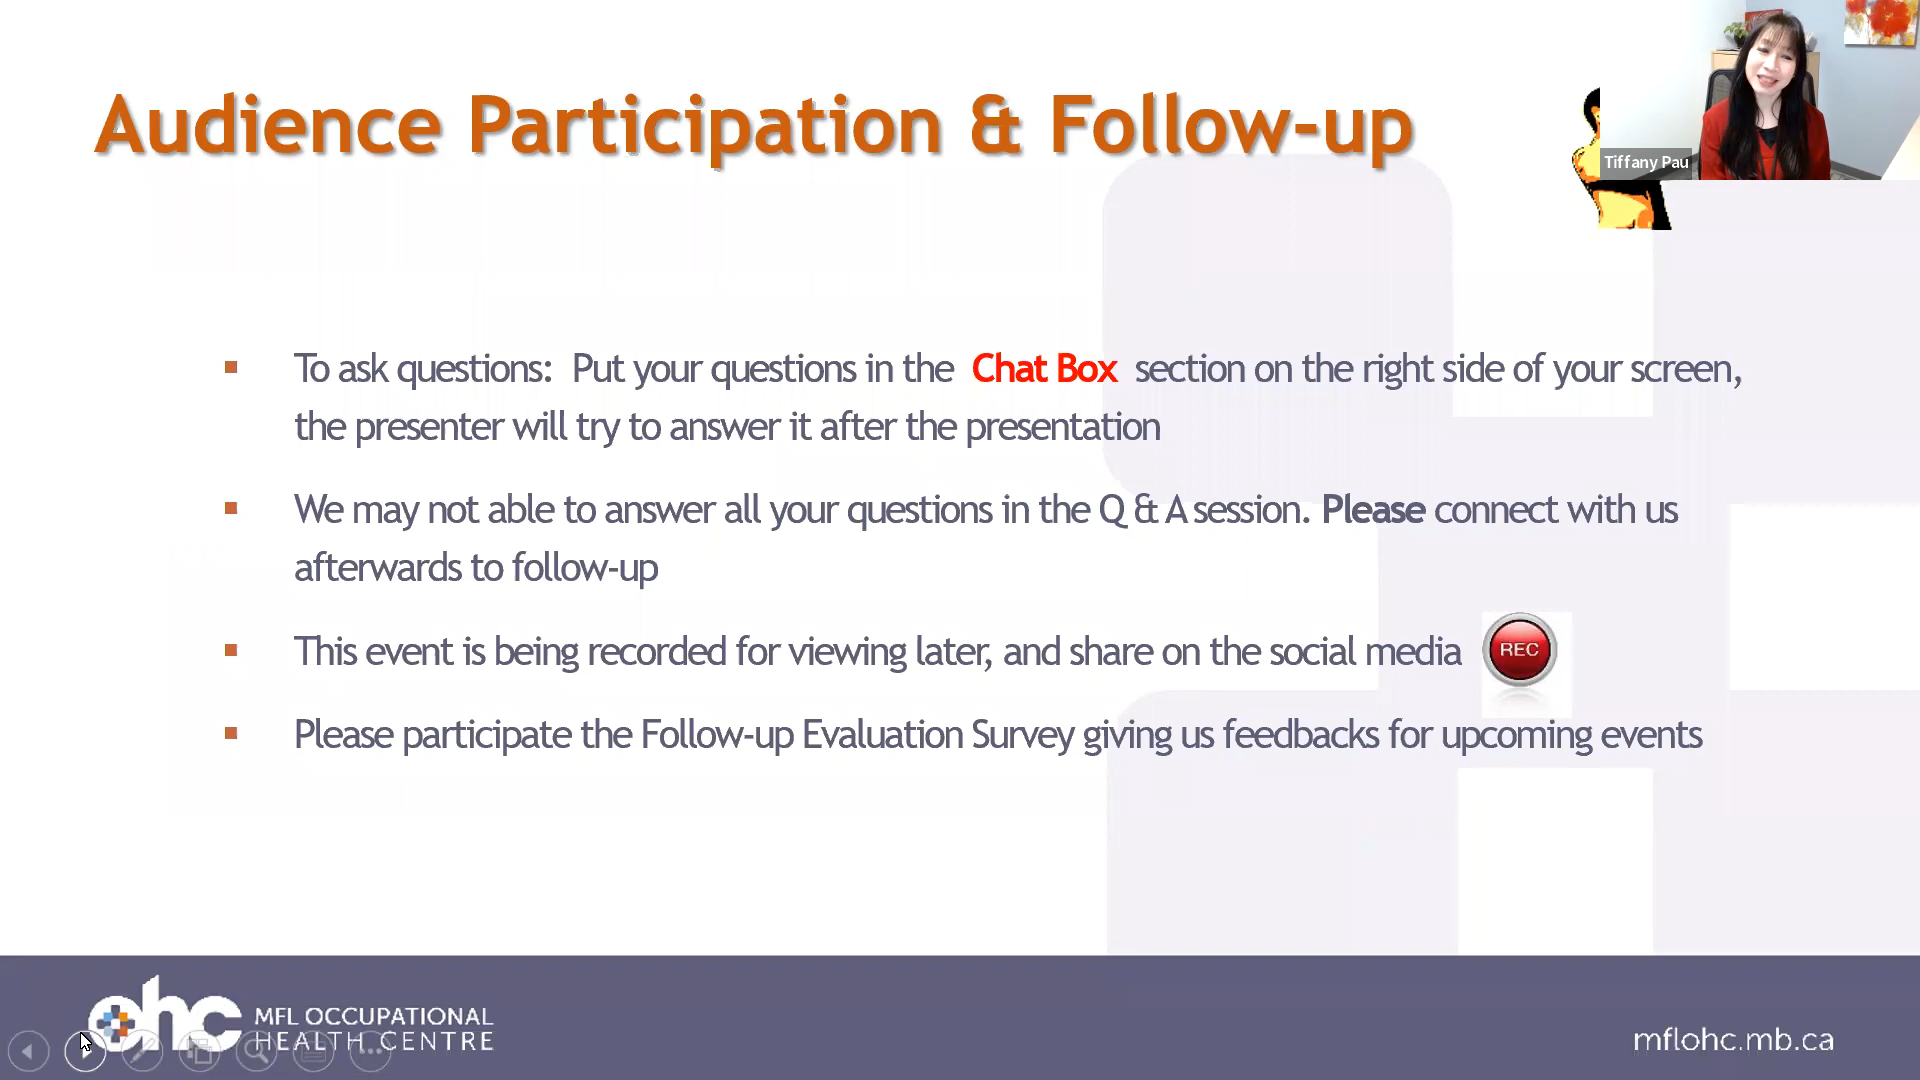 Audience Participation & Follow-up
Tiffany Pau
To ask questions: Put your questions in the Chat Box section on the right side of your screen,
the presenter will try to answer it after the presentation
We may not able to answer all your questions in the Q & A session. Please connect with us
afterwards to follow-up
This event is being recorded for viewing later, and share on the social media
REC
Please participate the Follow-up Evaluation Survey giving us feedbacks for upcoming events
ohc
MFL OCCUPATIONAL
HEALTH CENTRE
mflohc.mb.ca